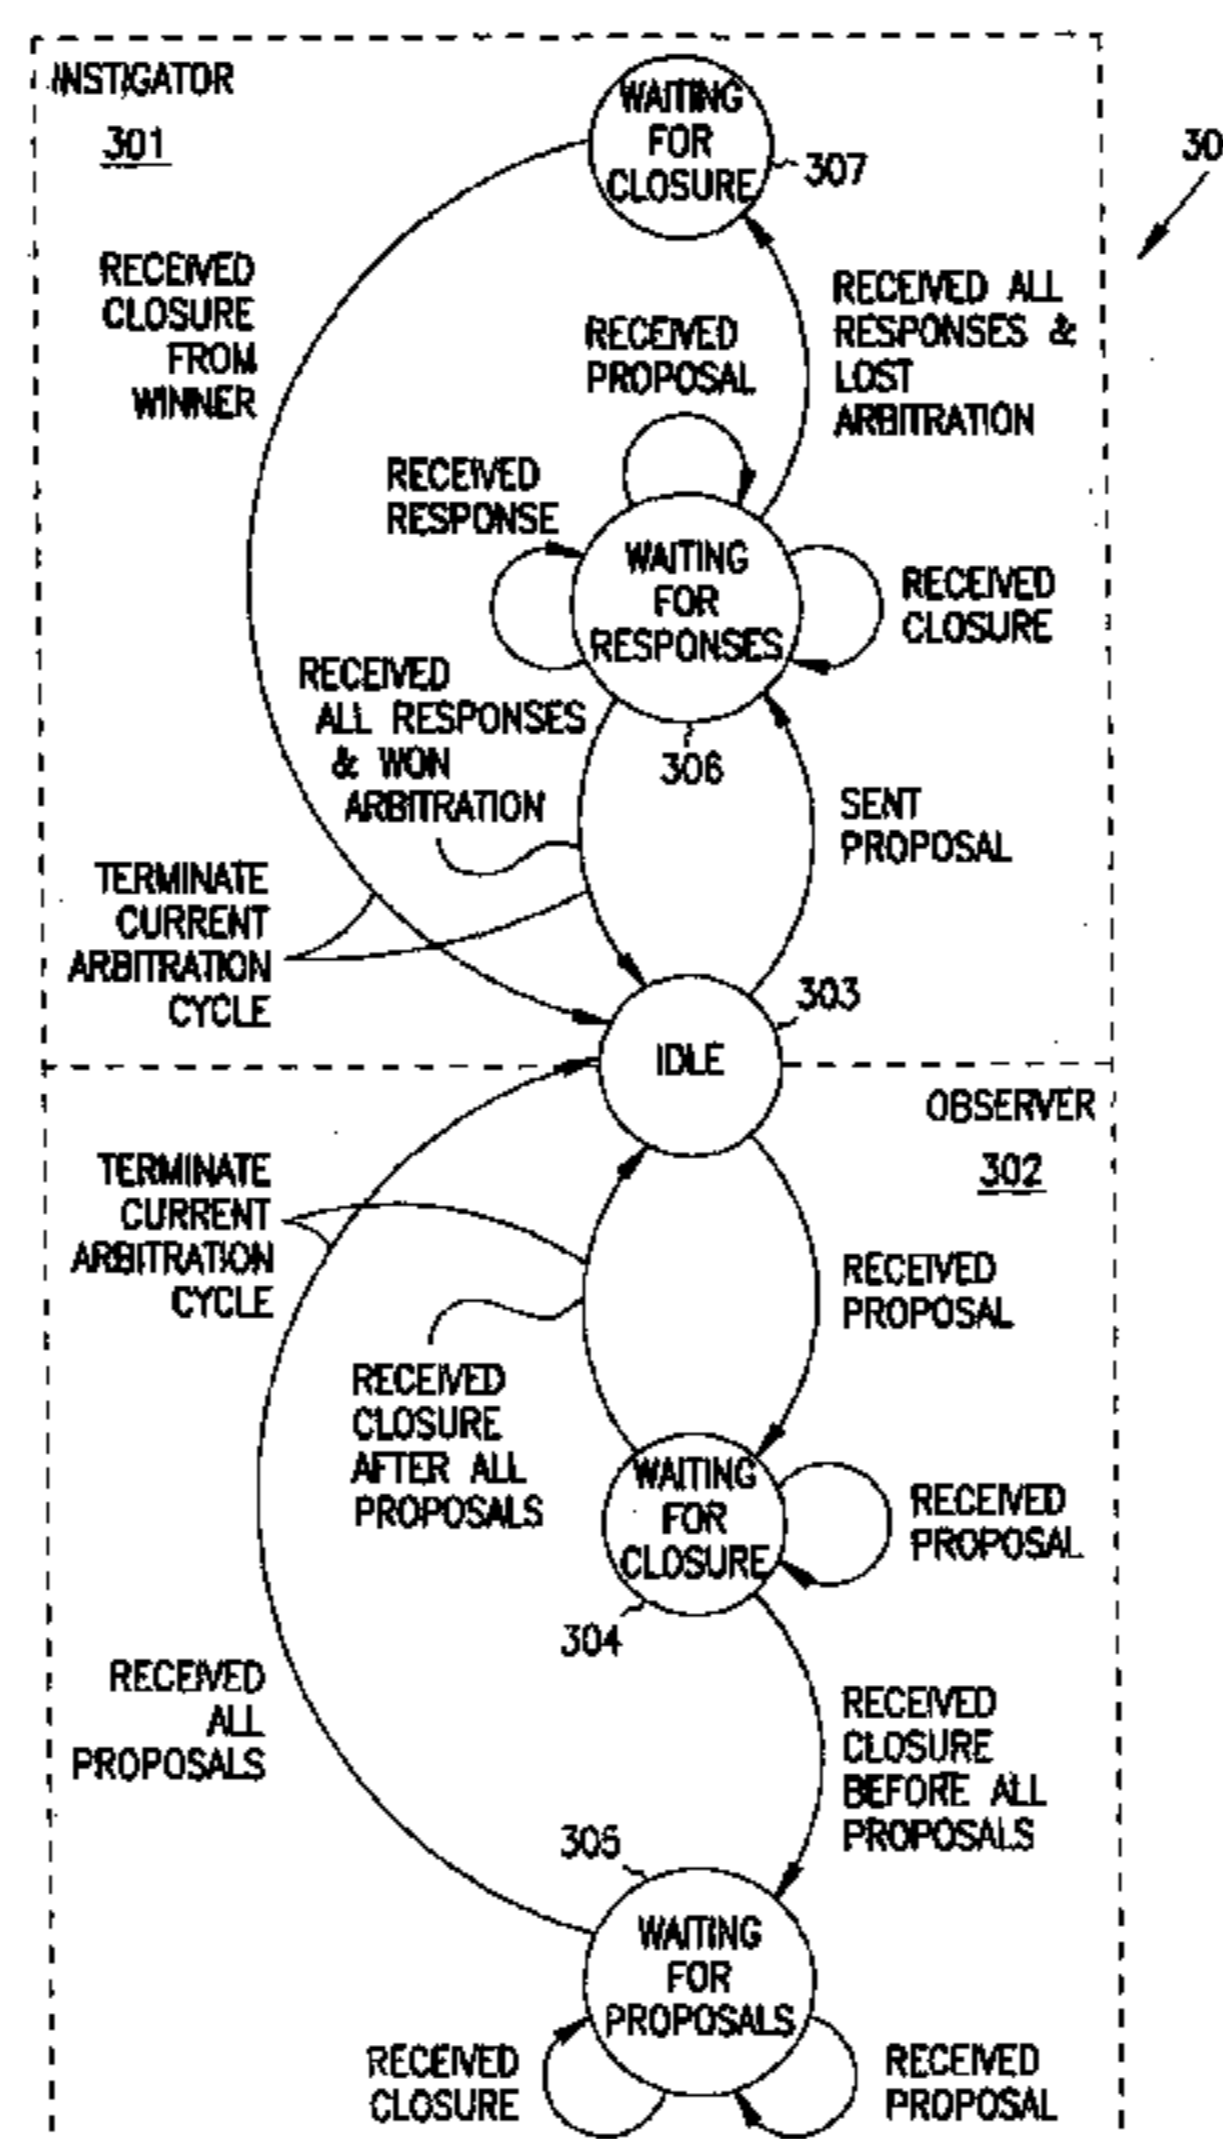 INSTIGATOR
301
WAITING
FOR
CLOSURE
307
30
RECEIVED
CLOSURE
FROM
WINNER
RECEIVED ALL
RESPONSES &
LOST
ARBITRATION
RECEIVED
PROPOSAL
RECEIVED
RESPONSE
WAITING
FOR
RESPONSES
RECEIVED
CLOSURE
306
RECEIVED
ALL RESPONSES
& WON
ARBITRATION
SENT
PROPOSAL
TERMINATE
CURRENT
ARBITRATION
CYCLE
303
IDLE
OBSERVER
302
TERMINATE
CURRENT
ARBITRATION
CYCLE
RECEIVED
PROPOSAL
RECEIVED
CLOSURE
AFTER ALL
PROPOSALS
WAITING
FOR
CLOSURE
RECEIVED
PROPOSAL
304
RECEIVED
ALL
PROPOSALS
RECEIVED
CLOSURE
BEFORE ALL
PROPOSALS
305
WAITING
FOR
PROPOSALS
RECEIVED
CLOSURE
RECEIVED
PROPOSAL